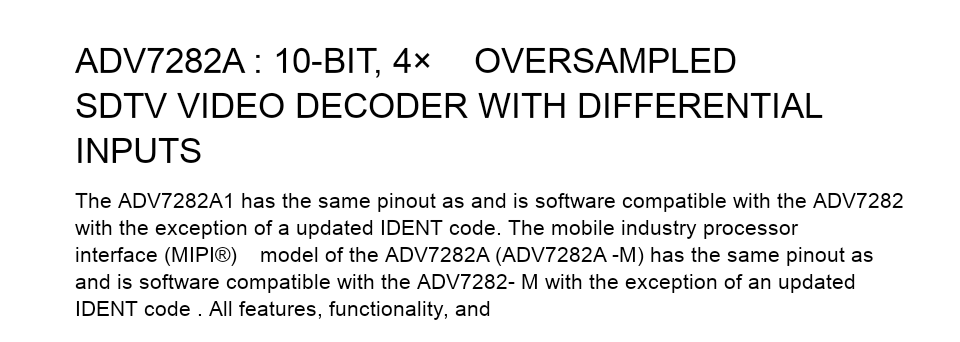 ADV7282A : 10-BIT, 4× OVERSAMPLED
SDTV VIDEO DECODER WITH DIFFERENTIAL
INPUTS
The ADV7282A1 has the same pinout as and is software compatible with the ADV7282
with the exception of a updated IDENT code. The mobile industry processor
interface (MIPI®) model of the ADV7282A (ADV7282A -M) has the same pinout as
and is software compatible with the ADV7282- M with the exception of an updated
IDENT code . All features, functionality, and